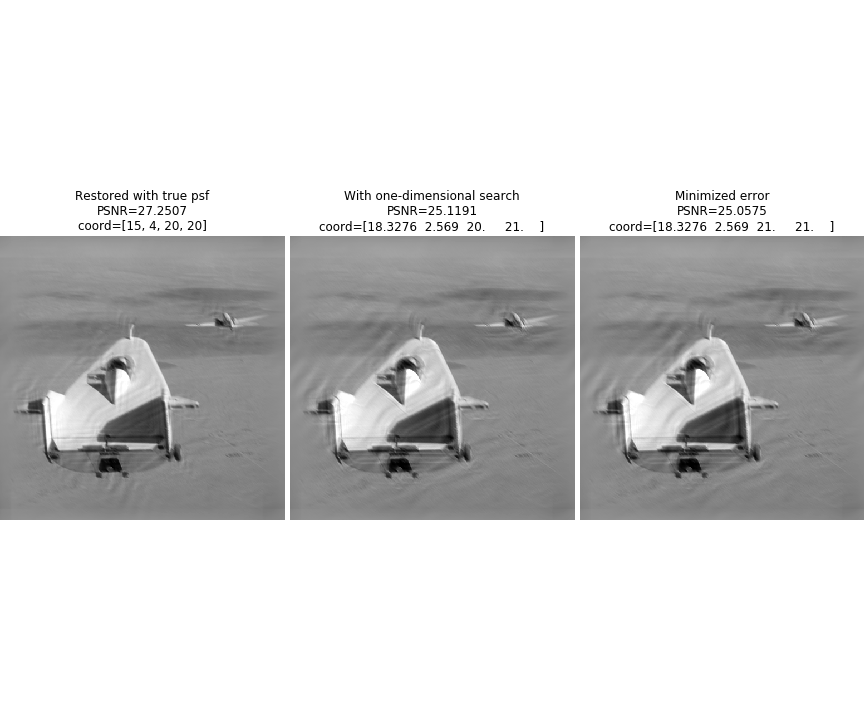 Restored with true psf
PSNR=27.2507
coord=[15, 4, 20, 20]
With one-dimensional search
PSNR=25.1191
coord=[18.3276  2.569  20.     21.    ]
Minimized error
PSNR=25.0575
coord=[18.3276  2.569  21.     21.    ]